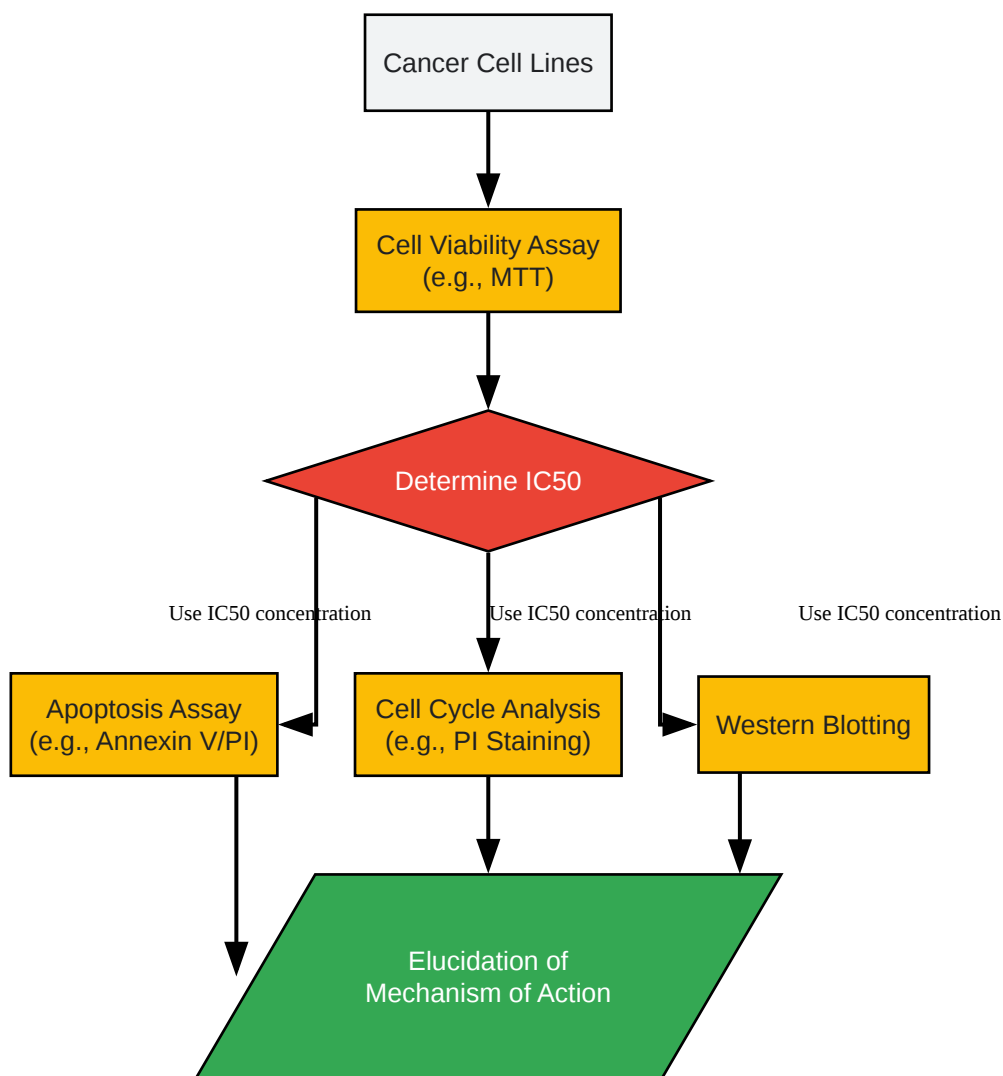 Cancer Cell Lines
Cell Viability Assay
(e.g., MTT)
Determine IC50
Use IC50 concentration
Use IC50 concentration
Use IC50 concentration
Apoptosis Assay
(e.g., Annexin V/PI)
Cell Cycle Analysis
(e.g., PI Staining)
Western Blotting
Elucidation of
Mechanism of Action